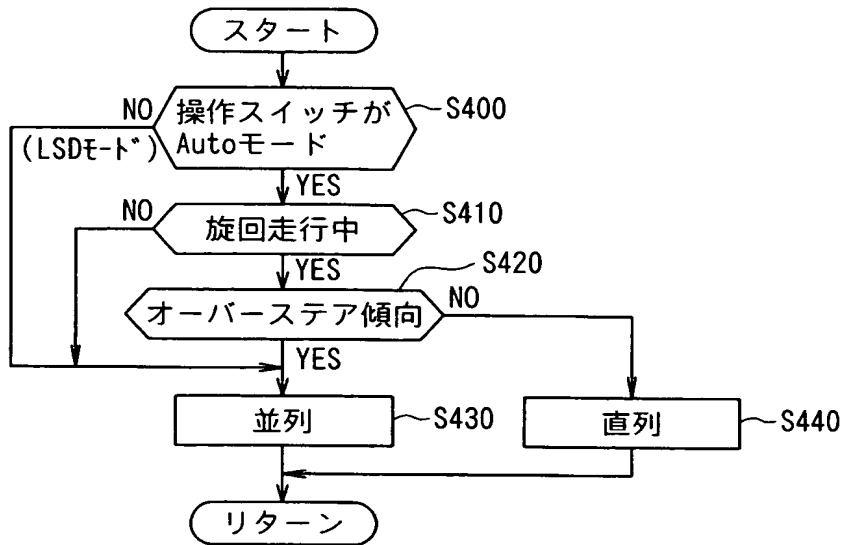 スタート
NO
操作スイッチが
S400
(LSDﾓｰﾄﾞ)
Autoモード
YES
NO
旋回走行中
S410
YES
S420
オーバーステア傾向
NO
YES
並列
S430
直列
S440
リターン